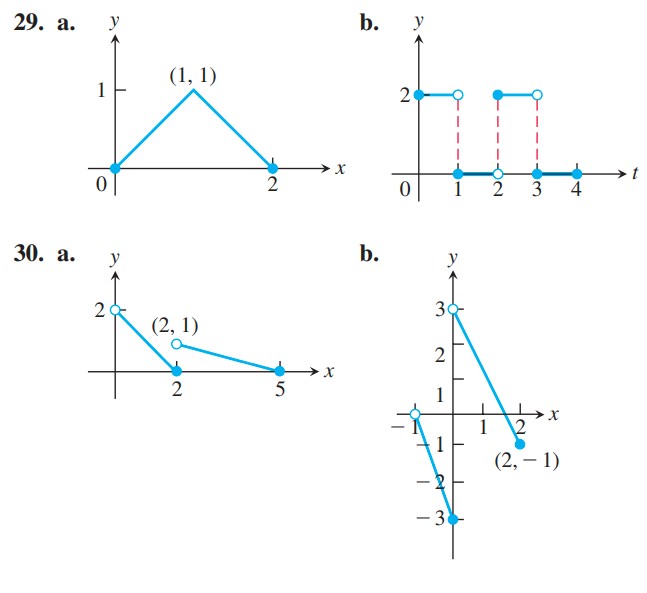 29. a.
y
(1, 1)
1
0
2
x
b.
y
2
0
1 2 3 4
t
30. a.
y
2
(2, 1)
2
5
x
b.
y
3
2
1
x
– 1
1
2
– 1
(2, – 1)
– 2
– 3